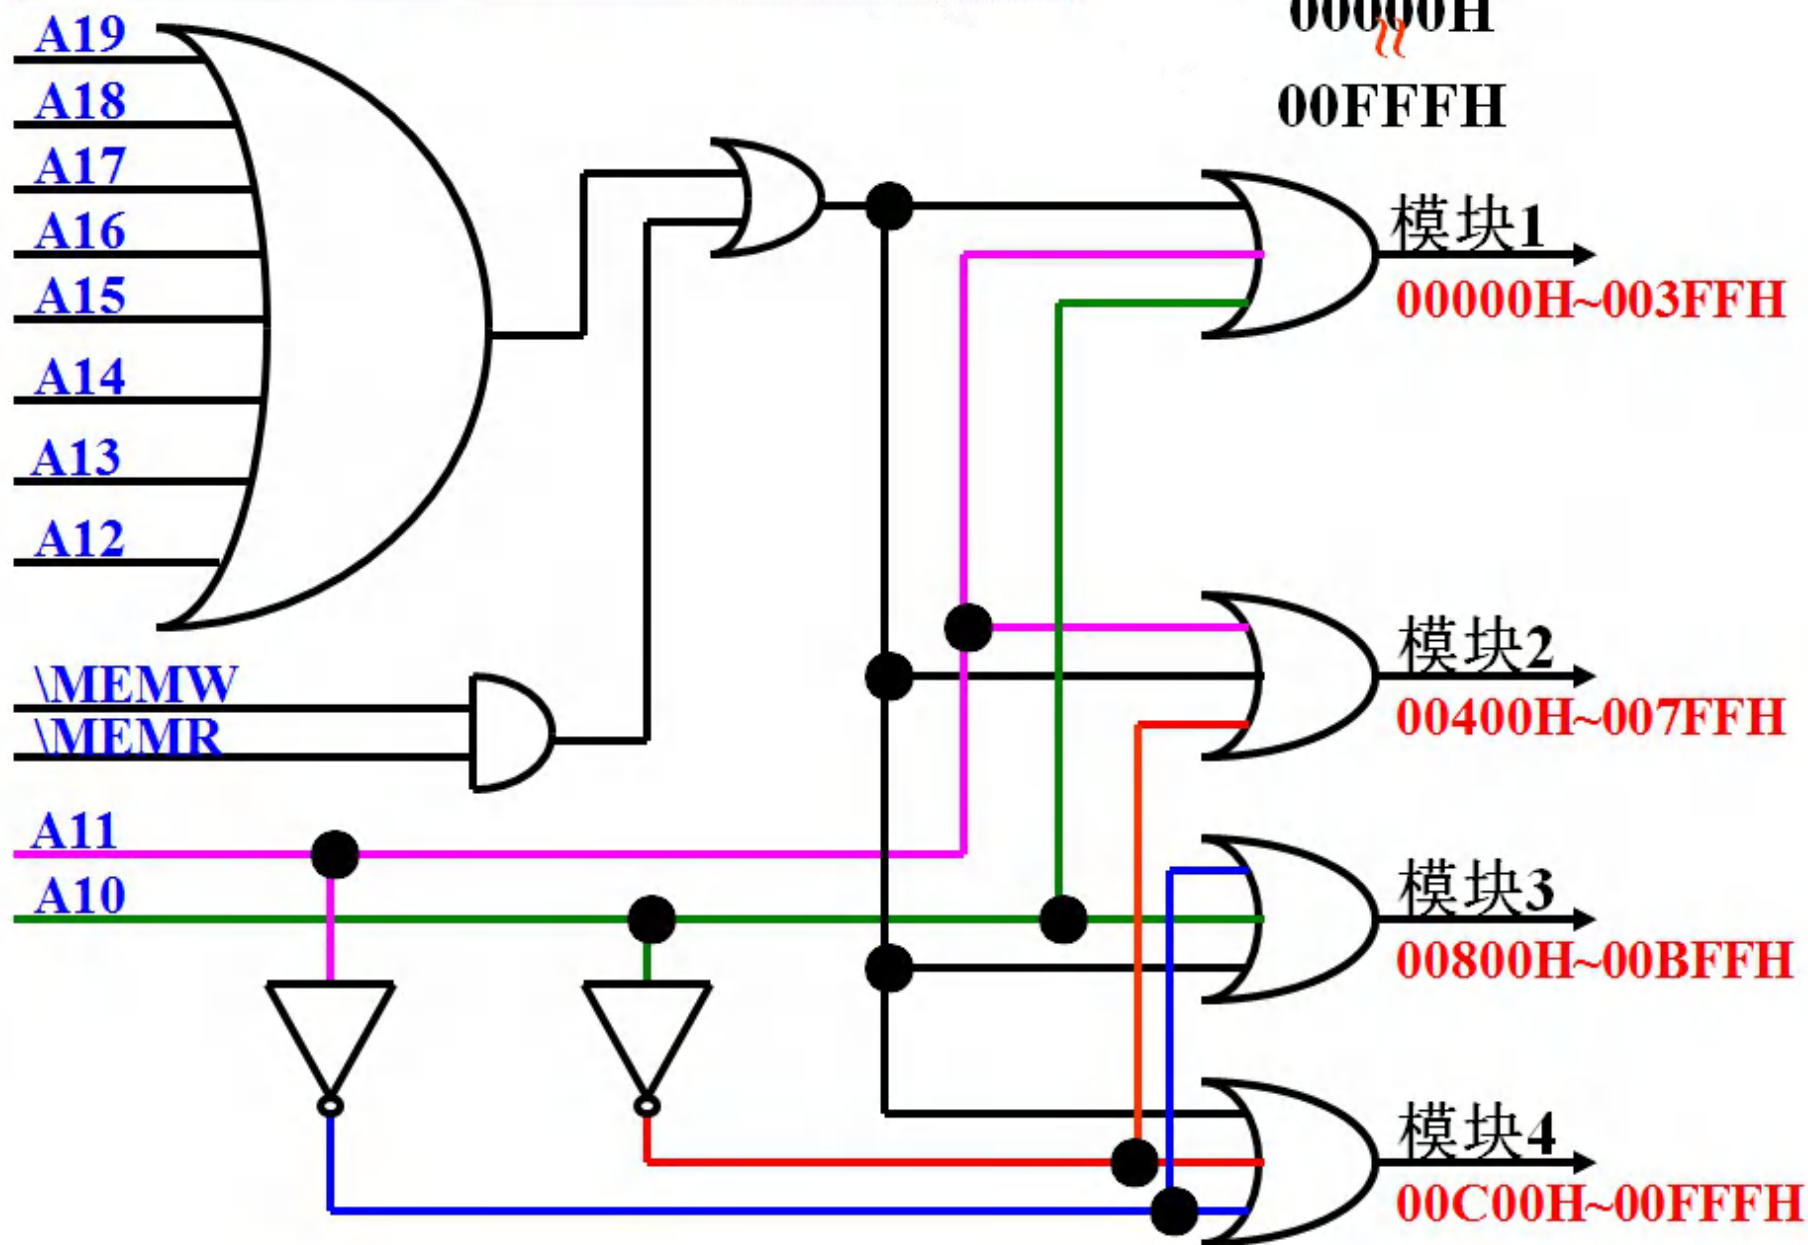 A19
A18
A17
A16
A15
A14
A13
A12
\MEMW
\MEMR
A11
A10
00000H
≈
00FFFH
模块1
00000H~003FFH
模块2
00400H~007FFH
模块3
00800H~00BFFH
模块4
00C00H~00FFFH